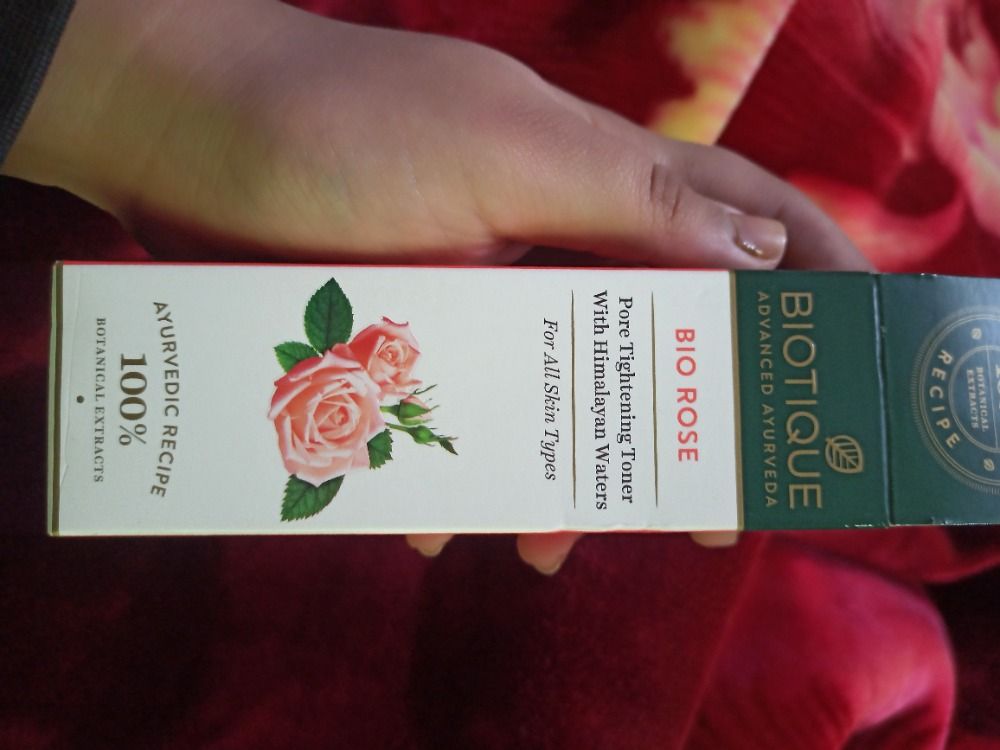 BOTANICAL
EXTRACTS
RECIPE
BIOTIQUE
ADVANCED AYURVEDA
BIO ROSE
Pore Tightening Toner
With Himalayan Waters
For All Skin Types
AYURVEDIC RECIPE
100%
BOTANICAL EXTRACTS